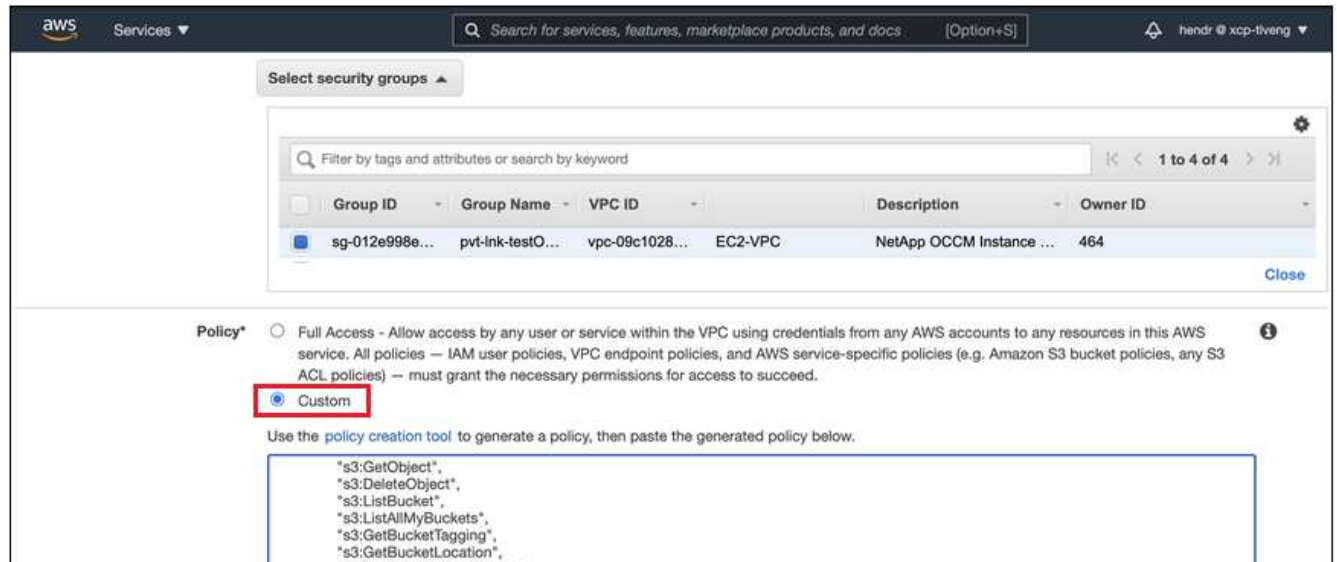 aws Services ▼ Search for services, features, marketplace products, and docs [Option+S] hendr @ xcp-tlveng ▼
Select security groups ▲
Filter by tags and attributes or search by keyword 1 to 4 of 4
Group ID Group Name VPC ID Description Owner ID
sg-012e998e... pvt-lnk-testO... vpc-09c1028... EC2-VPC NetApp OCCM Instance ... 464
Close
Policy* Full Access - Allow access by any user or service within the VPC using credentials from any AWS accounts to any resources in this AWS
service. All policies — IAM user policies, VPC endpoint policies, and AWS service-specific policies (e.g. Amazon S3 bucket policies, any S3
ACL policies) — must grant the necessary permissions for access to succeed.
Custom
Use the policy creation tool to generate a policy, then paste the generated policy below.
"s3:GetObject",
"s3:DeleteObject",
"s3:ListBucket",
"s3:ListAllMyBuckets",
"s3:GetBucketTagging",
"s3:GetBucketLocation",